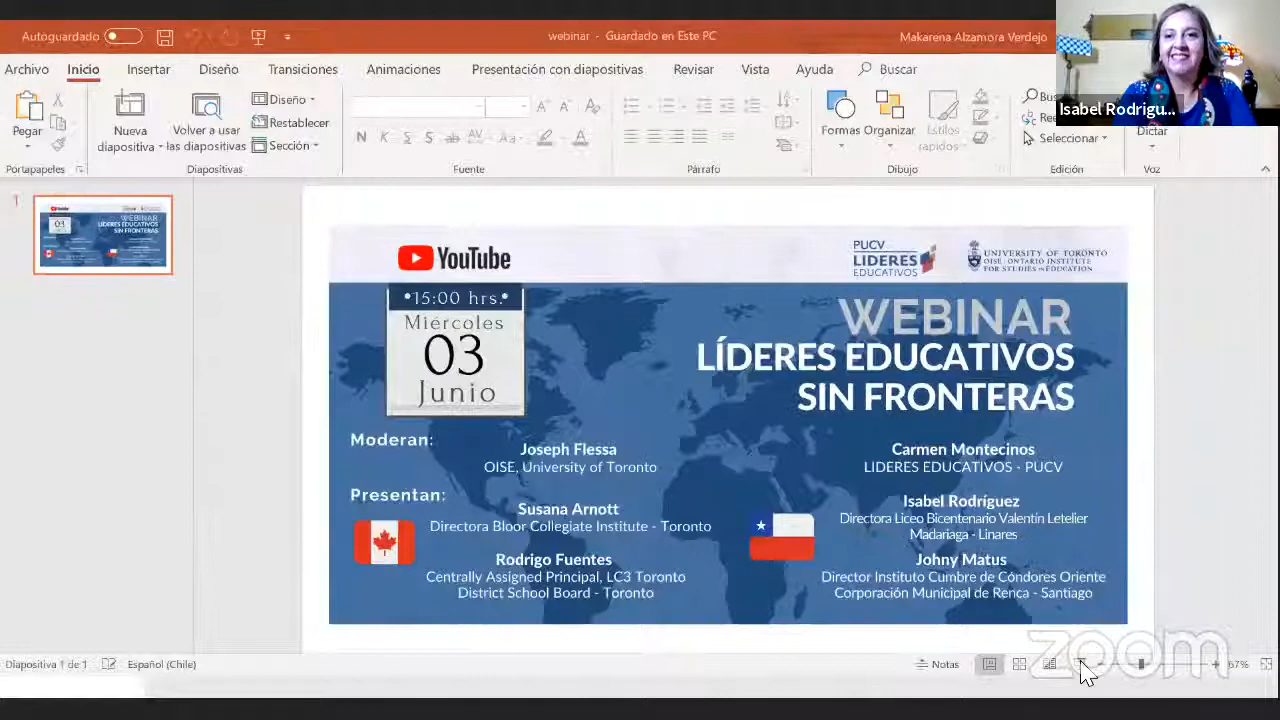 Autoguardado
webinar - Guardado en Este PC
Makarena Alzamora Verdejo
Isabel Rodrigu...
Archivo Inicio Insertar Diseño Transiciones Animaciones Presentación con diapositivas Revisar Vista Ayuda Buscar
Pegar
Nueva diapositiva
Volver a usar las diapositivas
Diseño
Restablecer
Sección
N K S S ab AV Aa A
Formas Organizar Estilos rápidos
Seleccionar
Dictar
Portapapeles Diapositivas Fuente Párrafo Dibujo Edición Voz
1
YouTube
PUCV
LIDERES
EDUCATIVOS
UNIVERSITY OF TORONTO
OISE | ONTARIO INSTITUTE
FOR STUDIES IN EDUCATION
•15:00 hrs.•
Miércoles
03
Junio
WEBINAR
LÍDERES EDUCATIVOS
SIN FRONTERAS
Moderan:
Joseph Flessa
OISE, University of Toronto
Carmen Montecinos
LIDERES EDUCATIVOS - PUCV
Presentan:
Susana Arnott
Directora Bloor Collegiate Institute - Toronto
Rodrigo Fuentes
Centrally Assigned Principal, LC3 Toronto
District School Board - Toronto
Isabel Rodríguez
Directora Liceo Bicentenario Valentín Letelier
Madariaga - Linares
Johny Matus
Director Instituto Cumbre de Cóndores Oriente
Corporación Municipal de Renca - Santiago
zoom
Diapositiva 1 de 1 Español (Chile) Notas 67%